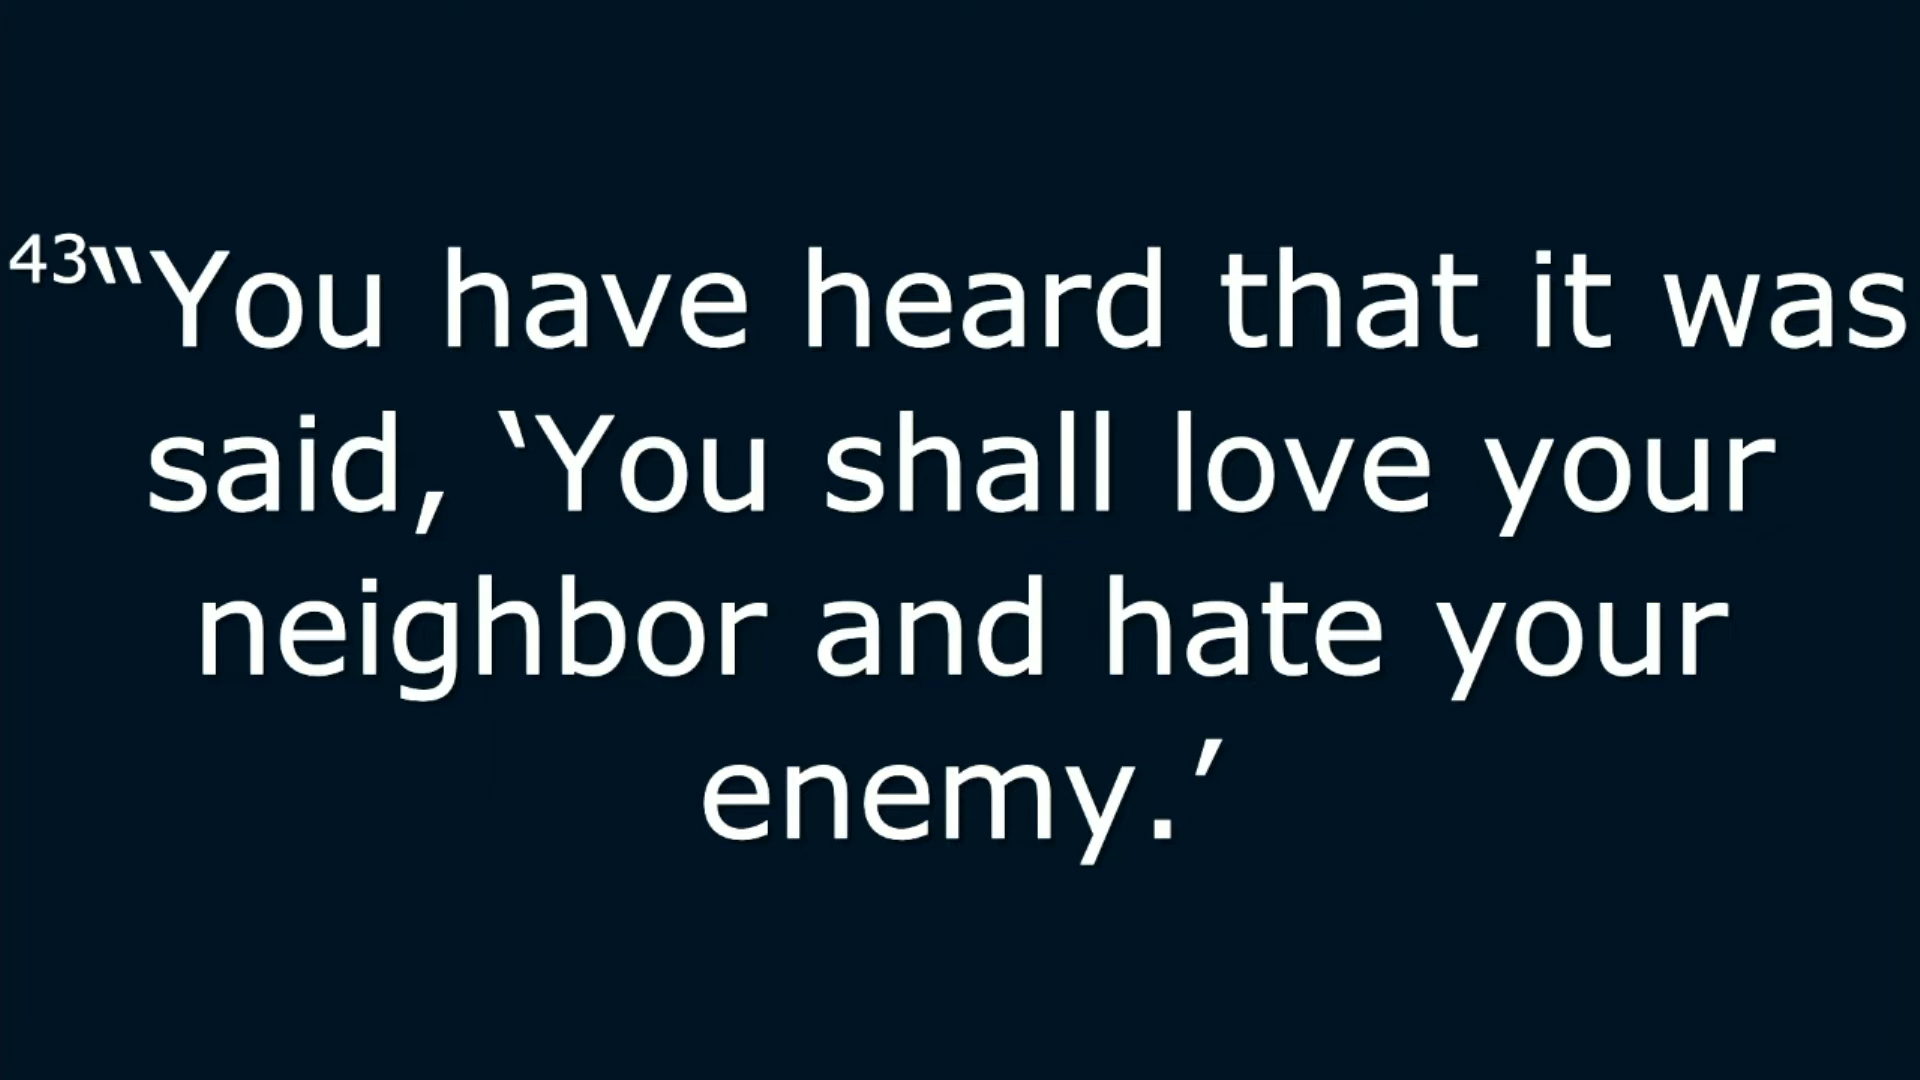 43“You have heard that it was
said, ‘You shall love your
neighbor and hate your
enemy.’